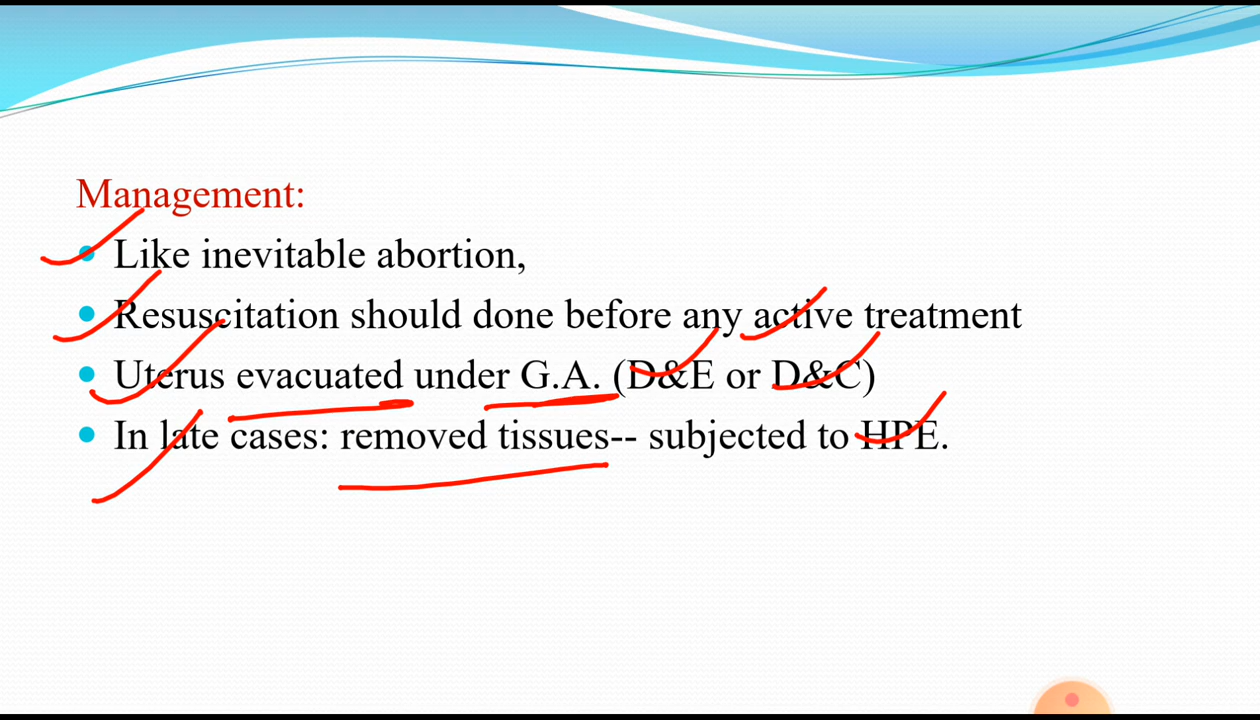 Management:
Like inevitable abortion,
Resuscitation should done before any active treatment
Uterus evacuated under G.A. (D&E or D&C)
In late cases: removed tissues-- subjected to HPE.